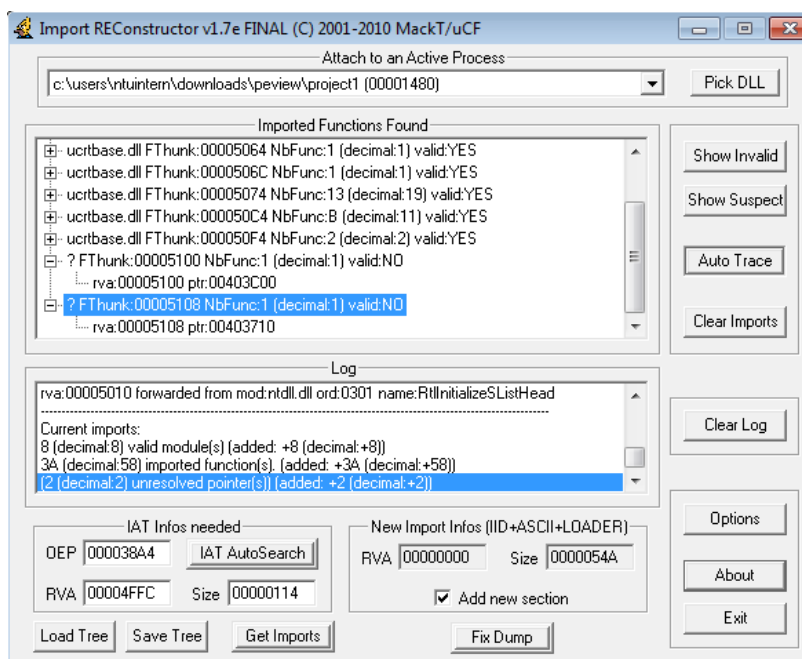 Import REConstructor v1.7e FINAL (C) 2001-2010 MackT/uCF
Attach to an Active Process
c:\users\ntuintern\downloads\peview\project1 (00001480)
Pick DLL
Imported Functions Found
ucrtbase.dll FThunk:00005064 NbFunc:1 (decimal:1) valid:YES
ucrtbase.dll FThunk:0000506C NbFunc:1 (decimal:1) valid:YES
ucrtbase.dll FThunk:00005074 NbFunc:13 (decimal:19) valid:YES
ucrtbase.dll FThunk:000050C4 NbFunc:B (decimal:11) valid:YES
ucrtbase.dll FThunk:000050F4 NbFunc:2 (decimal:2) valid:YES
? FThunk:00005100 NbFunc:1 (decimal:1) valid:NO
rva:00005100 ptr:00403C00
? FThunk:00005108 NbFunc:1 (decimal:1) valid:NO
rva:00005108 ptr:00403710
Show Invalid
Show Suspect
Auto Trace
Clear Imports
Log
rva:00005010 forwarded from mod:ntdll.dll ord:0301 name:RtlInitializeSListHead
---------------------------------------------------------------------------
Current imports:
8 (decimal:8) valid module(s) (added: +8 (decimal:+8))
3A (decimal:58) imported function(s). (added: +3A (decimal:+58))
(2 (decimal:2) unresolved pointer(s)) (added: +2 (decimal:+2))
Clear Log
IAT Infos needed
OEP 000038A4 IAT AutoSearch
RVA 00004FFC Size 00000114
New Import Infos (IID+ASCII+LOADER)
RVA 00000000 Size 0000054A
Add new section
Options
About
Exit
Load Tree Save Tree Get Imports Fix Dump